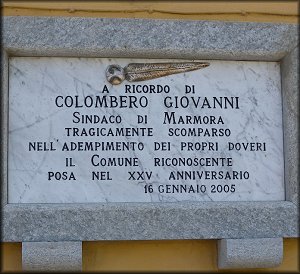 A RICORDO DI
COLOMBERO GIOVANNI
SINDACO DI MARMORA
TRAGICAMENTE SCOMPARSO
NELL'ADEMPIMENTO DEI PROPRI DOVERI
IL COMUNE RICONOSCENTE
POSA NEL XXV ANNIVERSARIO
16 GENNAIO 2005